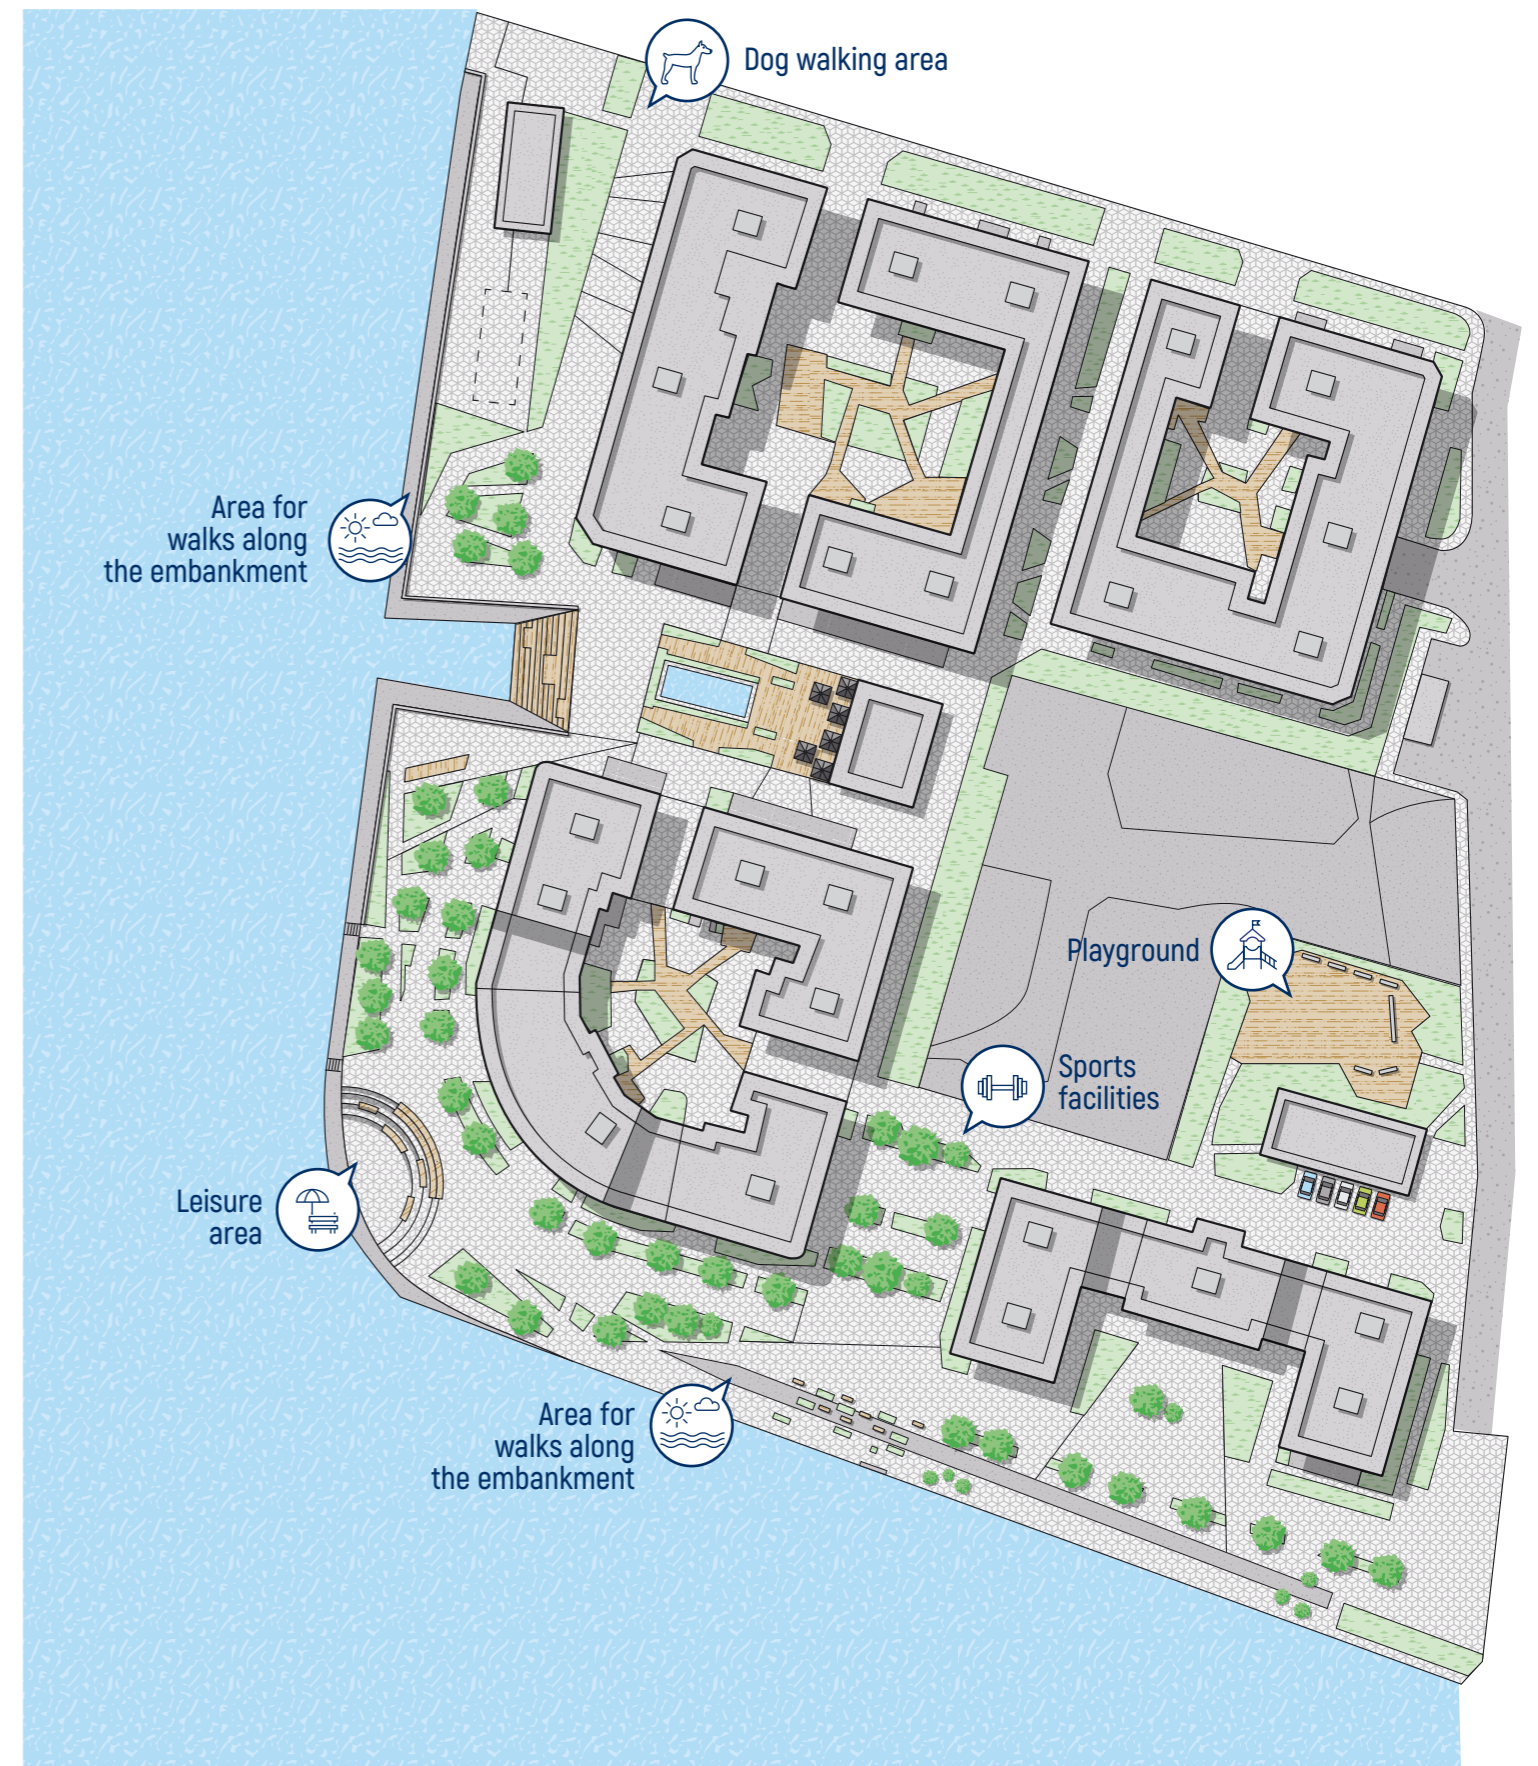 Dog walking area
Area for
walks along
the embankment
Playground
Sports
facilities
Leisure
area
Area for
walks along
the embankment